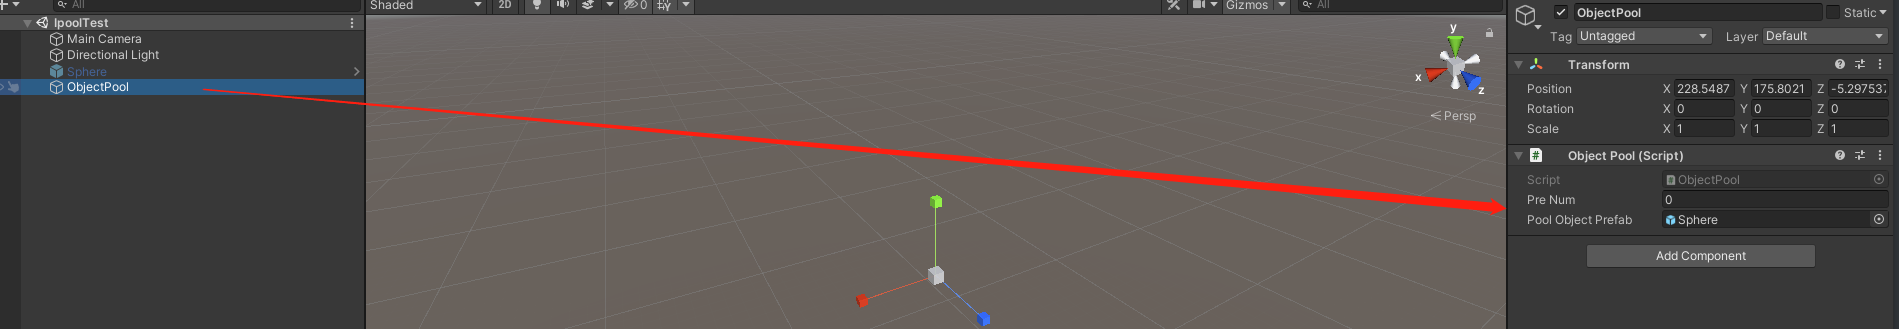 All
IpoolTest
Main Camera
Directional Light
Sphere
ObjectPool
Shaded
2D
0
Gizmos
All
y
x
z
Persp
ObjectPool
Static
Tag Untagged Layer Default
Transform
Position X 228.5487 Y 175.8021 Z -5.297537
Rotation X 0 Y 0 Z 0
Scale X 1 Y 1 Z 1
# Object Pool (Script)
Script ObjectPool
Pre Num 0
Pool Object Prefab Sphere
Add Component